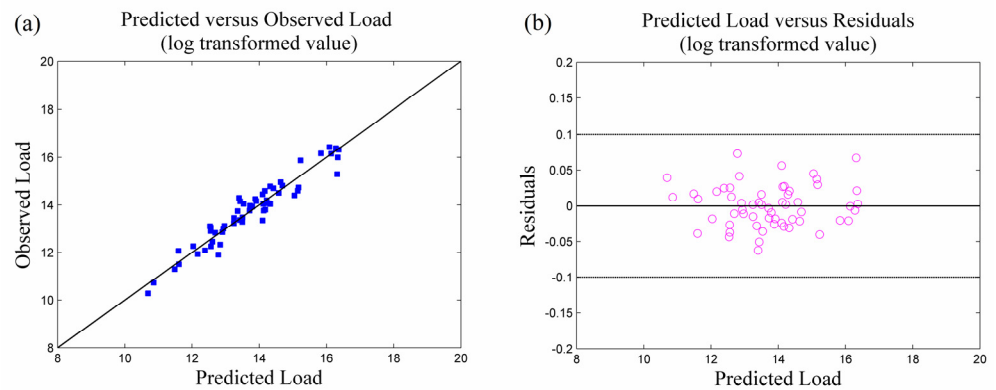 (a)
Predicted versus Observed Load
(log transformed value)
20
18
16
14
12
10
8
8 10 12 14 16 18 20
Observed Load
Predicted Load
(b)
Predicted Load versus Residuals
(log transformed value)
0.2
0.15
0.1
0.05
0
-0.05
-0.1
-0.15
-0.2
8 10 12 14 16 18 20
Residuals
Predicted Load